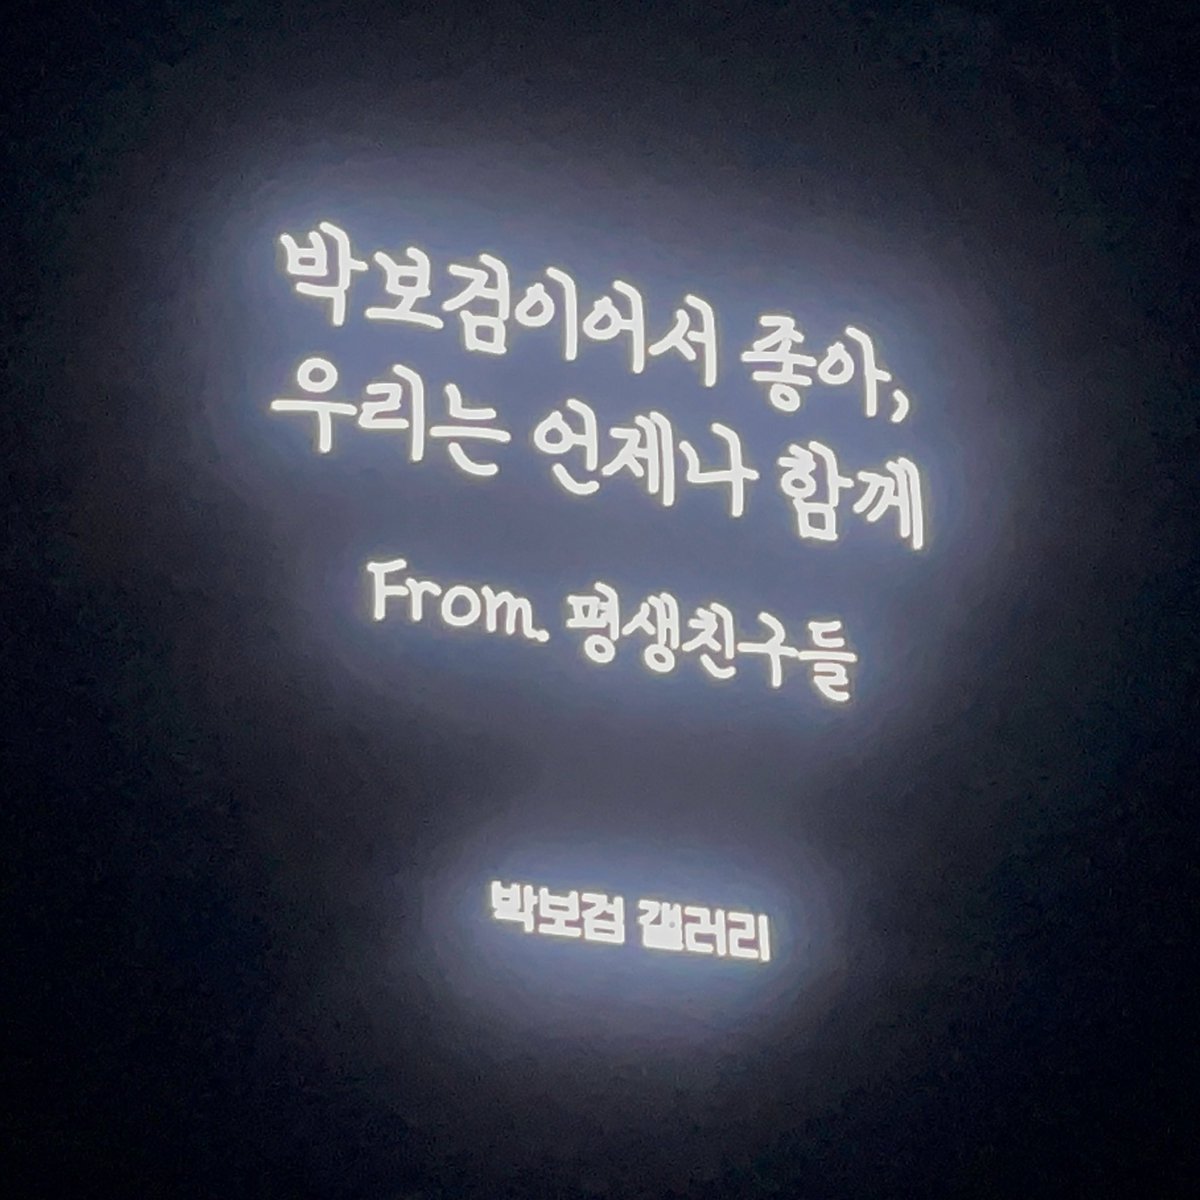 박보검이어서 좋아,
우리는 언제나 함께
From. 평생친구들
박보검 갤러리